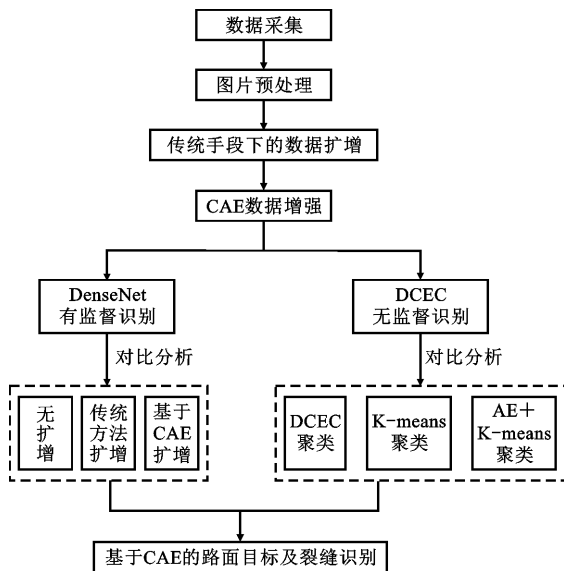 数据采集
图片预处理
传统手段下的数据扩增
CAE数据增强
DenseNet
有监督识别
DCEC
无监督识别
对比分析
对比分析
无
扩
增
传统
方法
扩增
基于
CAE
扩增
DCEC
聚类
K-means
聚类
AE+
K-means
聚类
基于CAE的路面目标及裂缝识别